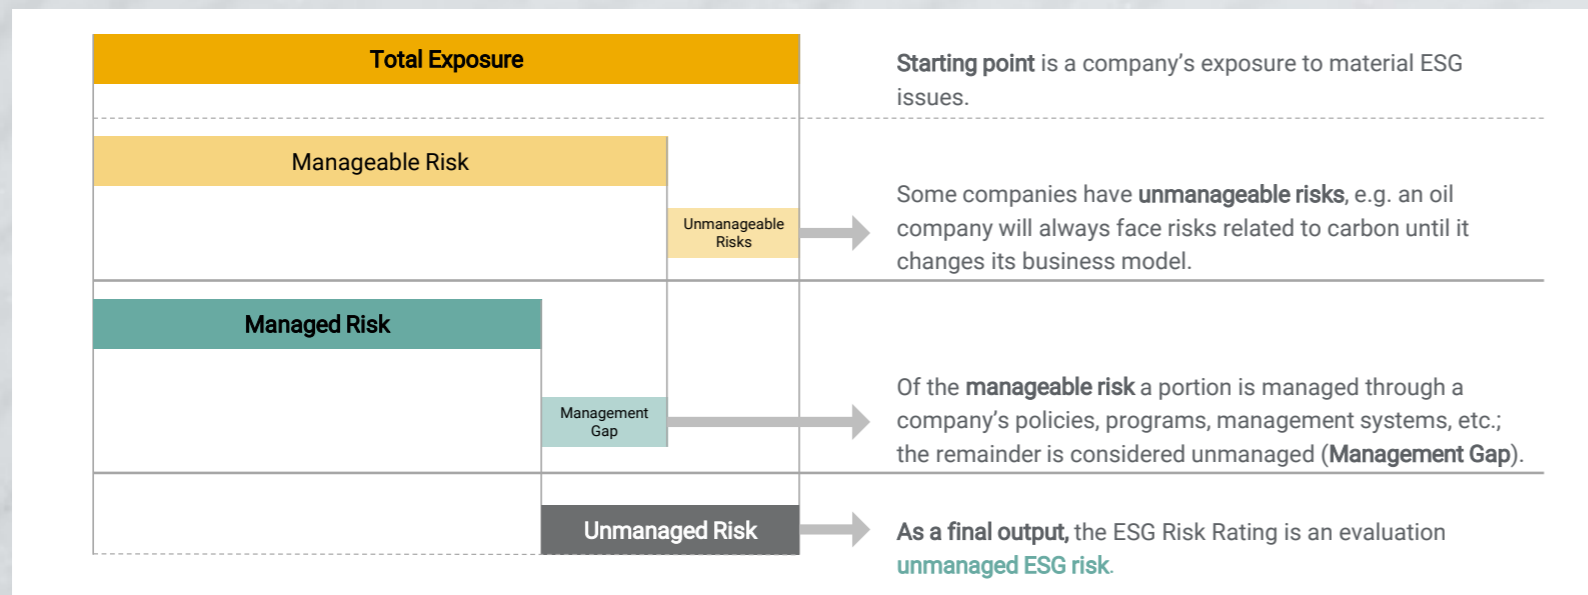 Total Exposure
Starting point is a company's exposure to material ESG
issues.
Manageable Risk
Unmanageable
Risks
Some companies have unmanageable risks, e.g. an oil
company will always face risks related to carbon until it
changes its business model.
Managed Risk
Management
Gap
Of the manageable risk a portion is managed through a
company's policies, programs, management systems, etc.;
the remainder is considered unmanaged (Management Gap).
Unmanaged Risk
As a final output, the ESG Risk Rating is an evaluation
unmanaged ESG risk.